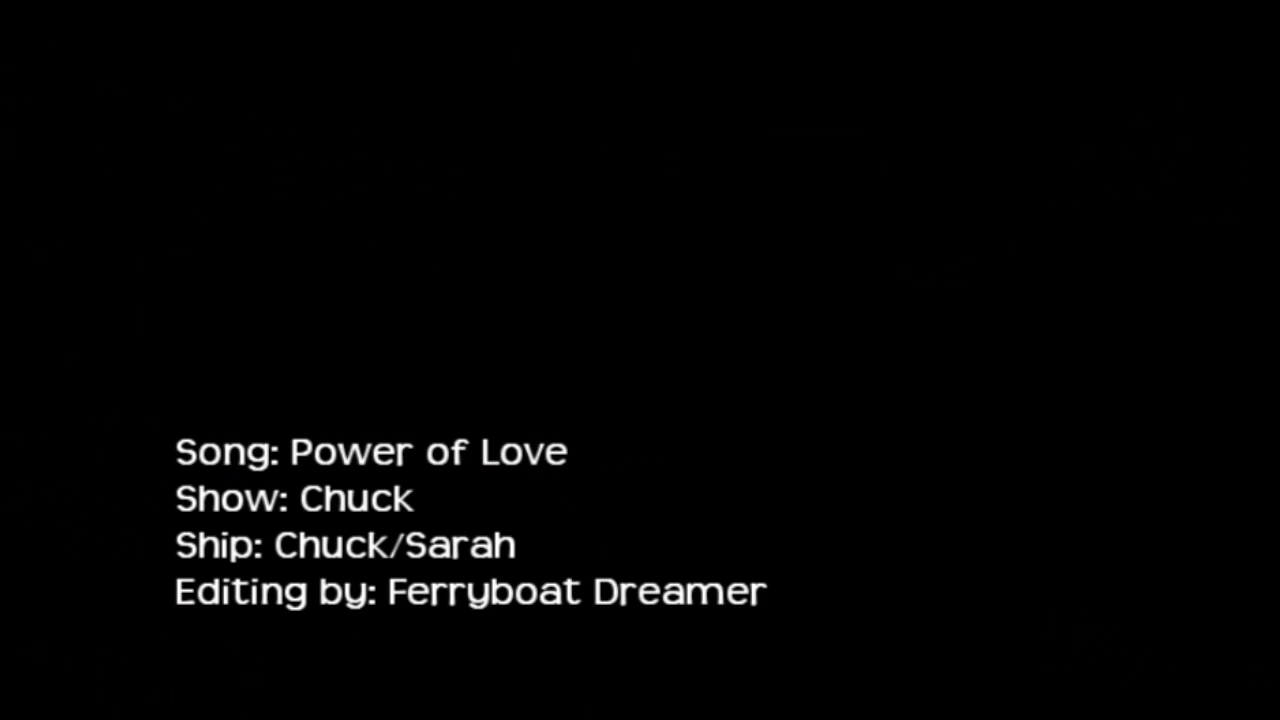 Song: Power of Love
Show: Chuck
Ship: Chuck/Sarah
Editing by: Ferryboat Dreamer